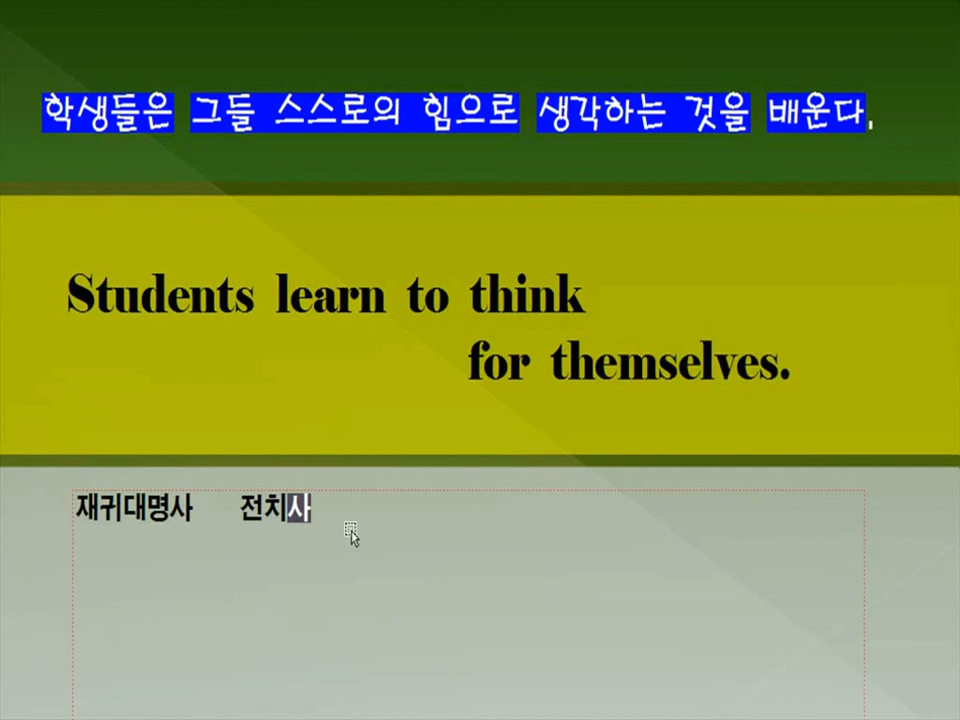 학생들은 그들 스스로의 힘으로 생각하는 것을 배운다.
Students learn to think
for themselves.
재귀대명사 전치사